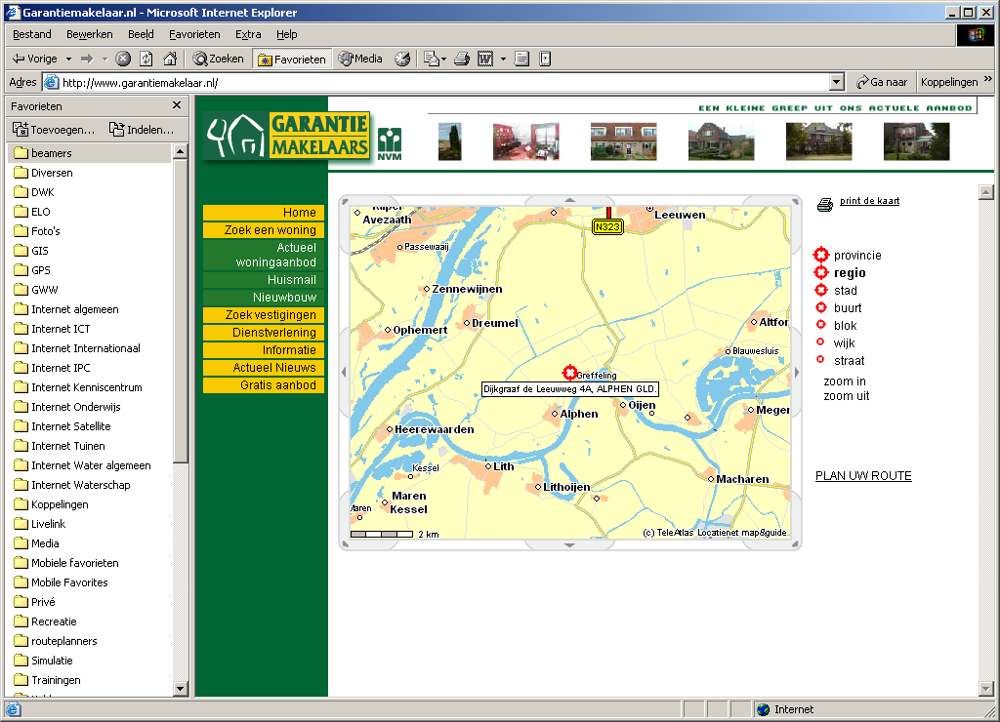 Garantiemakelaar.nl - Microsoft Internet Explorer
Bestand Bewerken Beeld Favorieten Extra Help
Vorige Zoeken Favorieten Media
Adres http://www.garantiemakelaar.nl/ Ga naar Koppelingen »
Favorieten
Toevoegen... Indelen...
beamers
Diversen
DWK
ELO
Foto's
GIS
GPS
GWW
Internet algemeen
Internet ICT
Internet Internationaal
Internet IPC
Internet Kenniscentrum
Internet Onderwijs
Internet Satellite
Internet Tuinen
Internet Water algemeen
Internet Waterschap
Koppelingen
Livelink
Media
Mobiele favorieten
Mobile Favorites
Privé
Recreatie
routeplanners
Simulatie
Trainingen
GARANTIE
MAKELAARS
NVM
EEN KLEINE GREEP UIT ONS ACTUELE AANBOD
Home
Zoek een woning
Actueel
woningaanbod
Huismail
Nieuwbouw
Zoek vestigingen
Dienstverlening
Informatie
Actueel Nieuws
Gratis aanbod
Avezaath
Leeuwen
N323
Passewaaij
Zennewijnen
Dreumel
Ophemert
Altfor
Blauwesluis
Greffeling
Dijkgraaf de Leeuwweg 4A, ALPHEN GLD.
Oijen
Alphen
Megen
Heerewaarden
Kessel
Lith
Macharen
Lithoijen
Maren
Kessel
Maren
2 km
(c) TeleAtlas Locatienet map&guide
print de kaart
provincie
regio
stad
buurt
blok
wijk
straat
zoom in
zoom uit
PLAN UW ROUTE
Internet